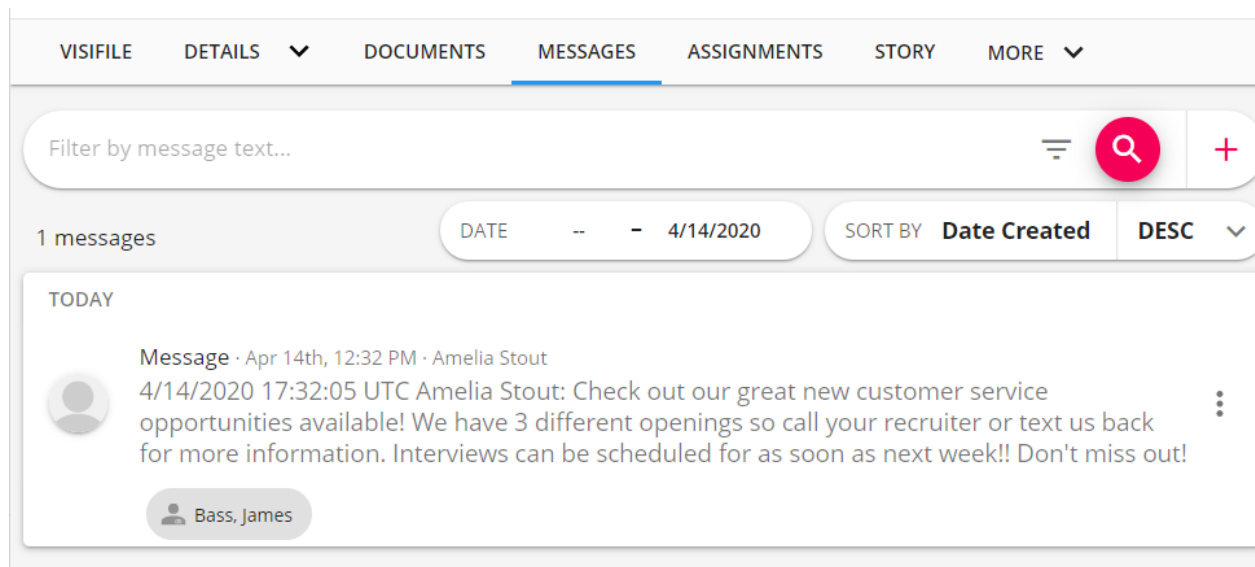 VISIFILE DETAILS DOCUMENTS MESSAGES ASSIGNMENTS STORY MORE
Filter by message text...
1 messages DATE -- – 4/14/2020 SORT BY Date Created DESC
TODAY
Message · Apr 14th, 12:32 PM · Amelia Stout
4/14/2020 17:32:05 UTC Amelia Stout: Check out our great new customer service
opportunities available! We have 3 different openings so call your recruiter or text us back
for more information. Interviews can be scheduled for as soon as next week!! Don't miss out!
Bass, James